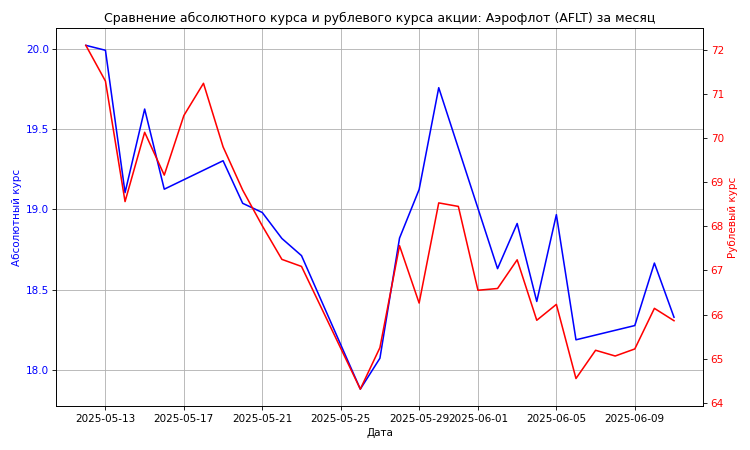 Сравнение абсолютного курса и рублевого курса акции: Аэрофлот (AFLT) за месяц
20.0
19.5
19.0
18.5
18.0
Абсолютный курс
72
71
70
69
68
67
66
65
64
Рублевый курс
2025-05-13 2025-05-17 2025-05-21 2025-05-25 2025-05-29 2025-06-01 2025-06-05 2025-06-09
Дата